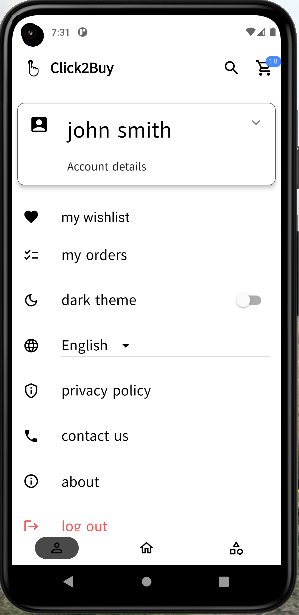 7:31
Click2Buy
john smith
Account details
my wishlist
my orders
dark theme
English
privacy policy
contact us
about
log out